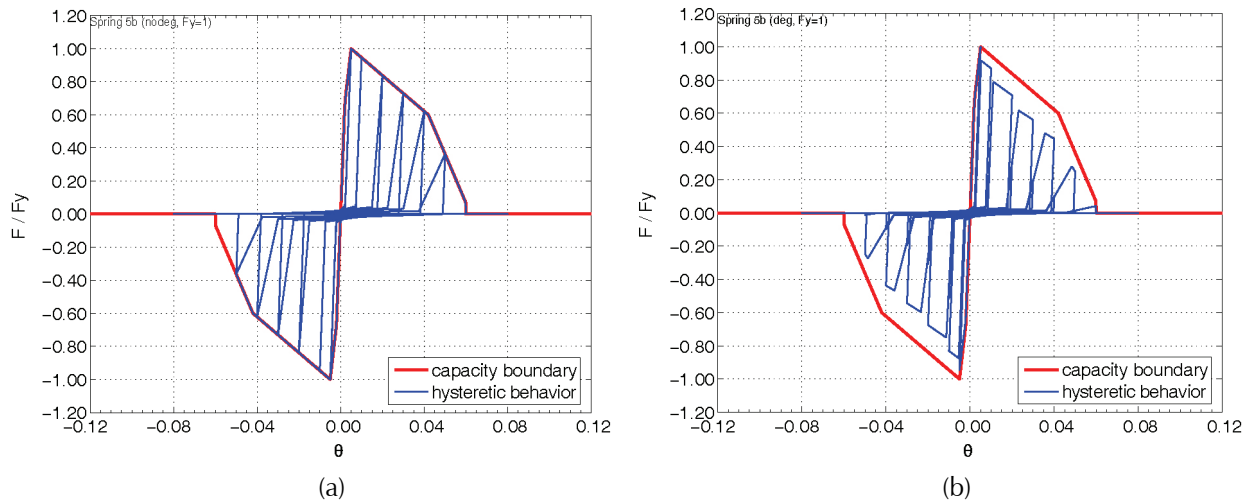 Spring 5b (nodeg, Fy=1)
1.20
1.00
0.80
0.60
0.40
0.20
0.00
-0.20
-0.40
-0.60
-0.80
-1.00
-1.20
F / Fy
capacity boundary
hysteretic behavior
-0.12 -0.08 -0.04 0.00 0.04 0.08 0.12
θ
(a)
Spring 5b (deg, Fy=1)
1.20
1.00
0.80
0.60
0.40
0.20
0.00
-0.20
-0.40
-0.60
-0.80
-1.00
-1.20
F / Fy
capacity boundary
hysteretic behavior
-0.12 -0.08 -0.04 0.00 0.04 0.08 0.12
θ
(b)